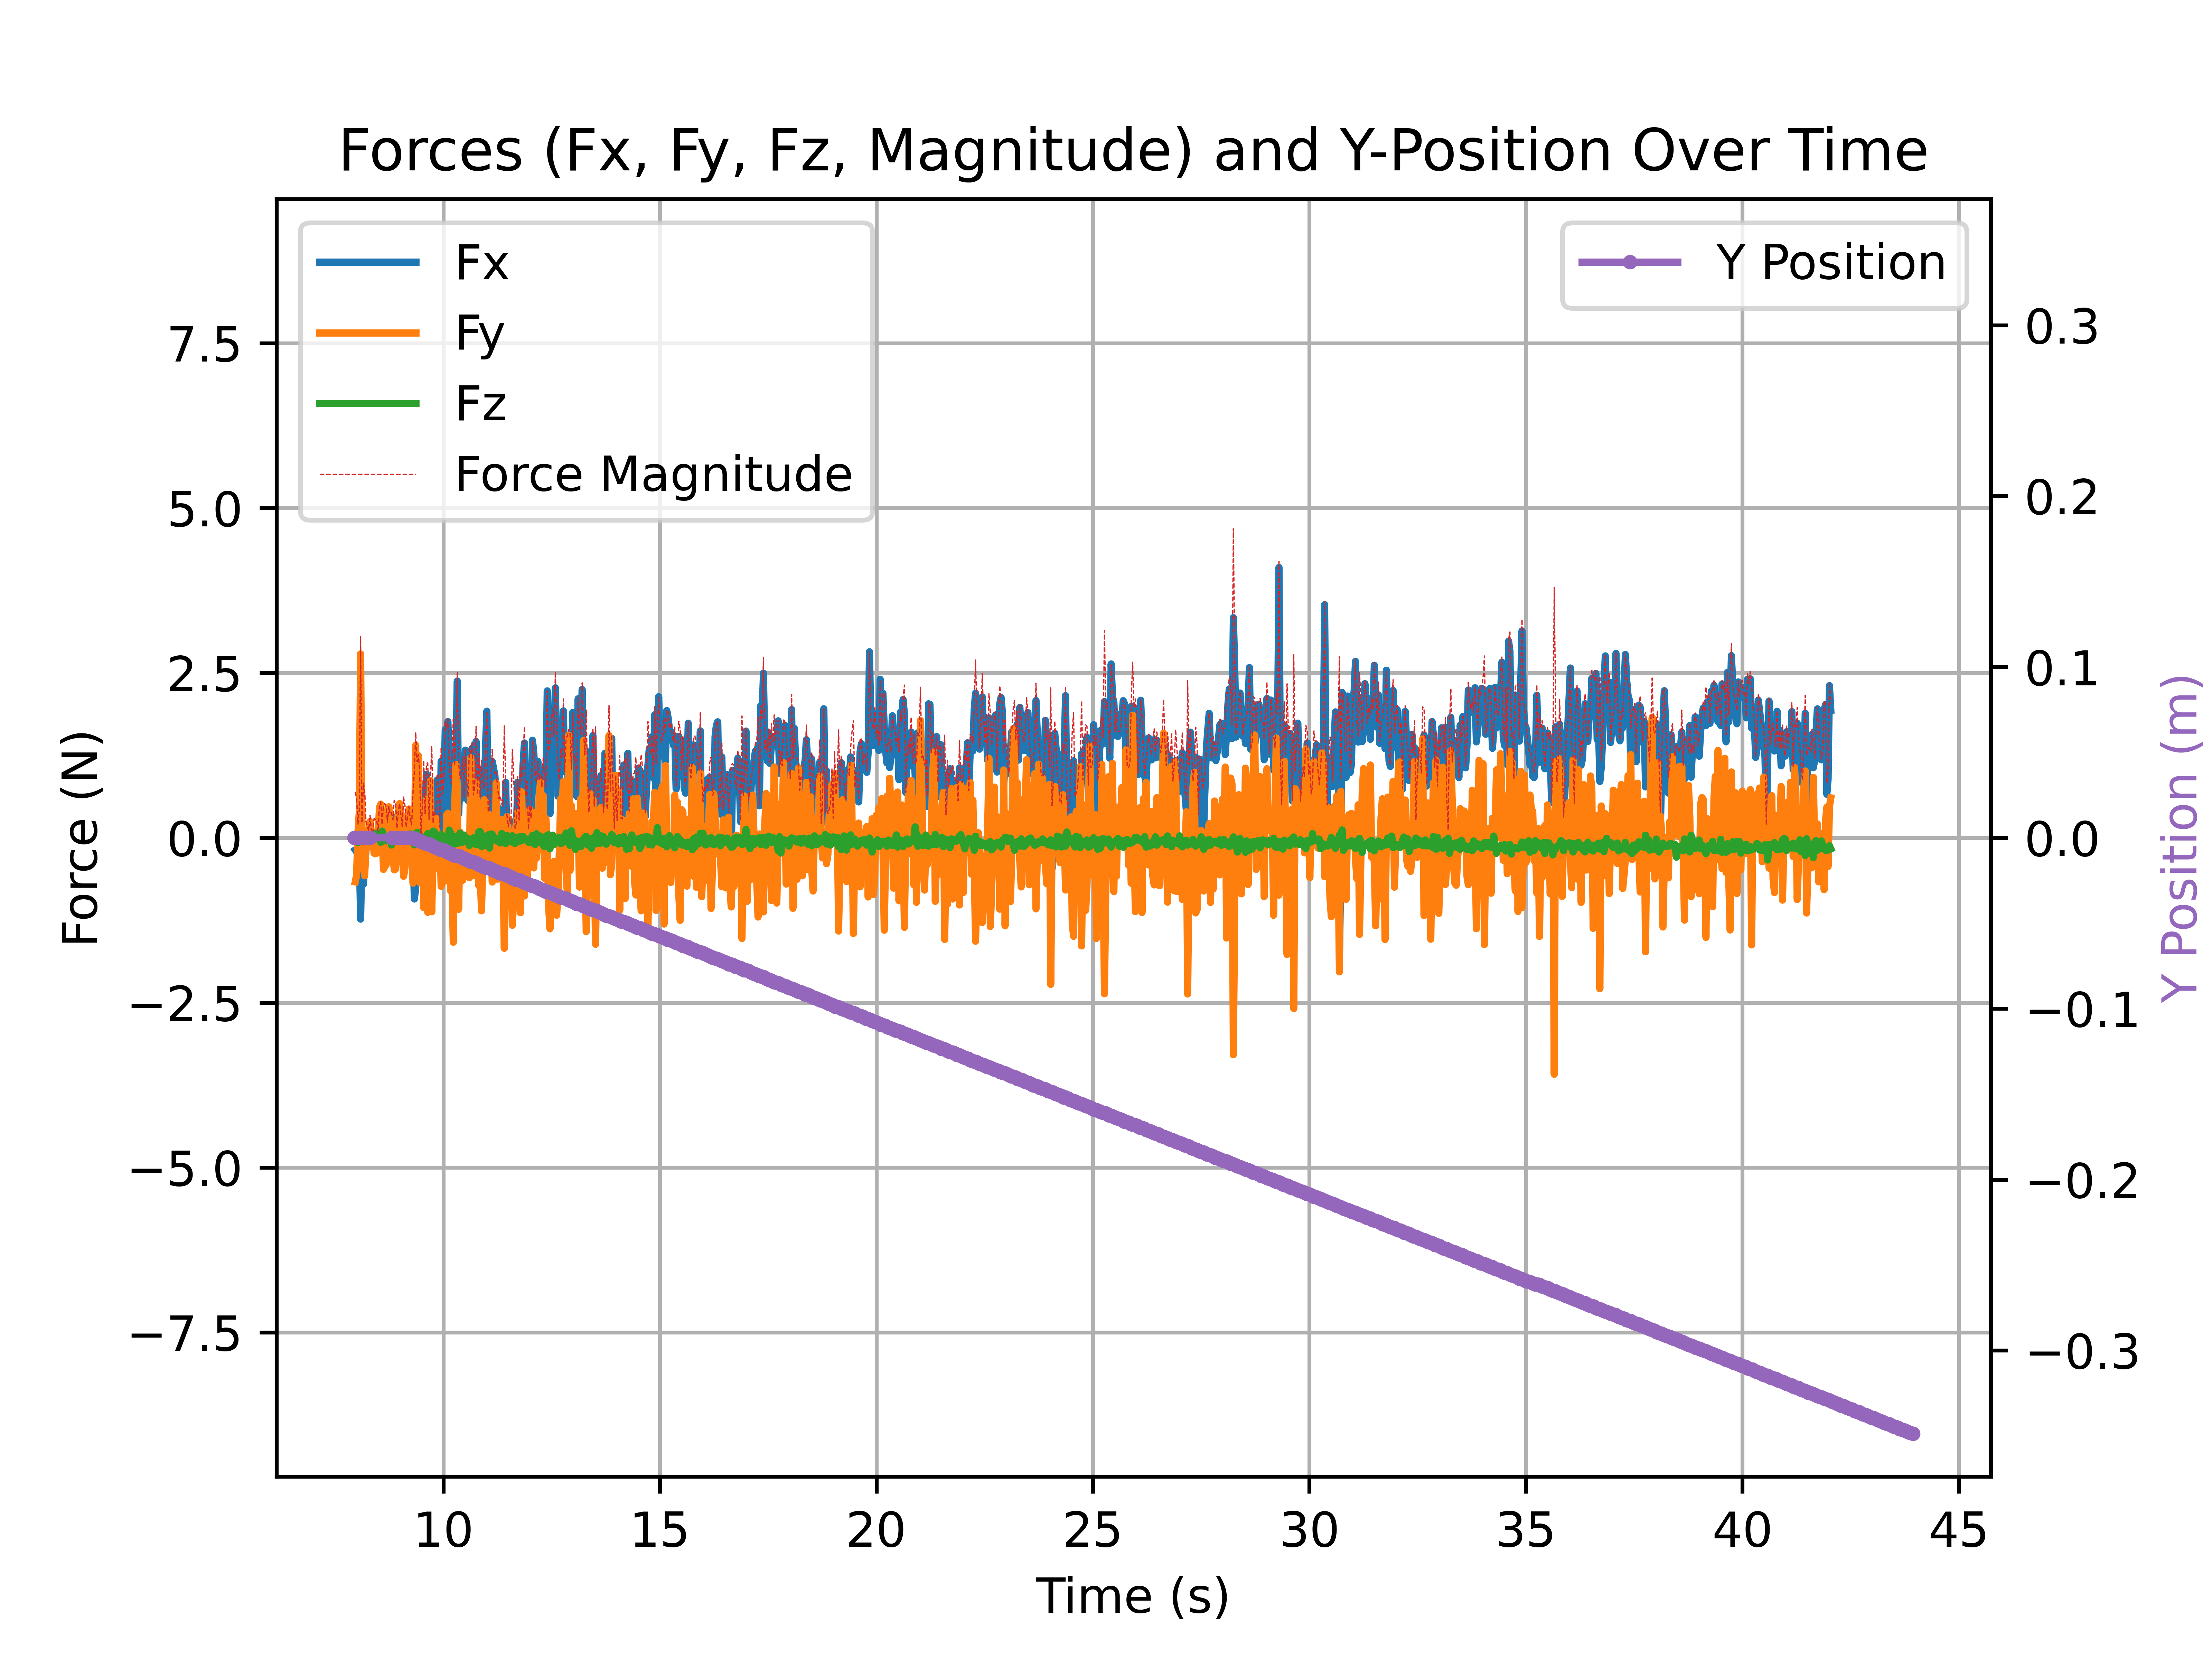 Forces (Fx, Fy, Fz, Magnitude) and Y-Position Over Time
Fx
Fy
Fz
Force Magnitude
Y Position
7.5
5.0
2.5
0.0
−2.5
−5.0
−7.5
Force (N)
0.3
0.2
0.1
0.0
−0.1
−0.2
−0.3
Y Position (m)
10 15 20 25 30 35 40 45
Time (s)